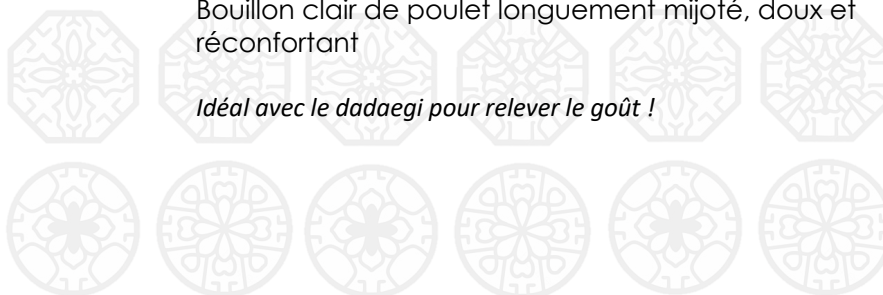 Bouillon clair de poulet longuement mijoté, doux et
réconfortant
Idéal avec le dadaegi pour relever le goût !